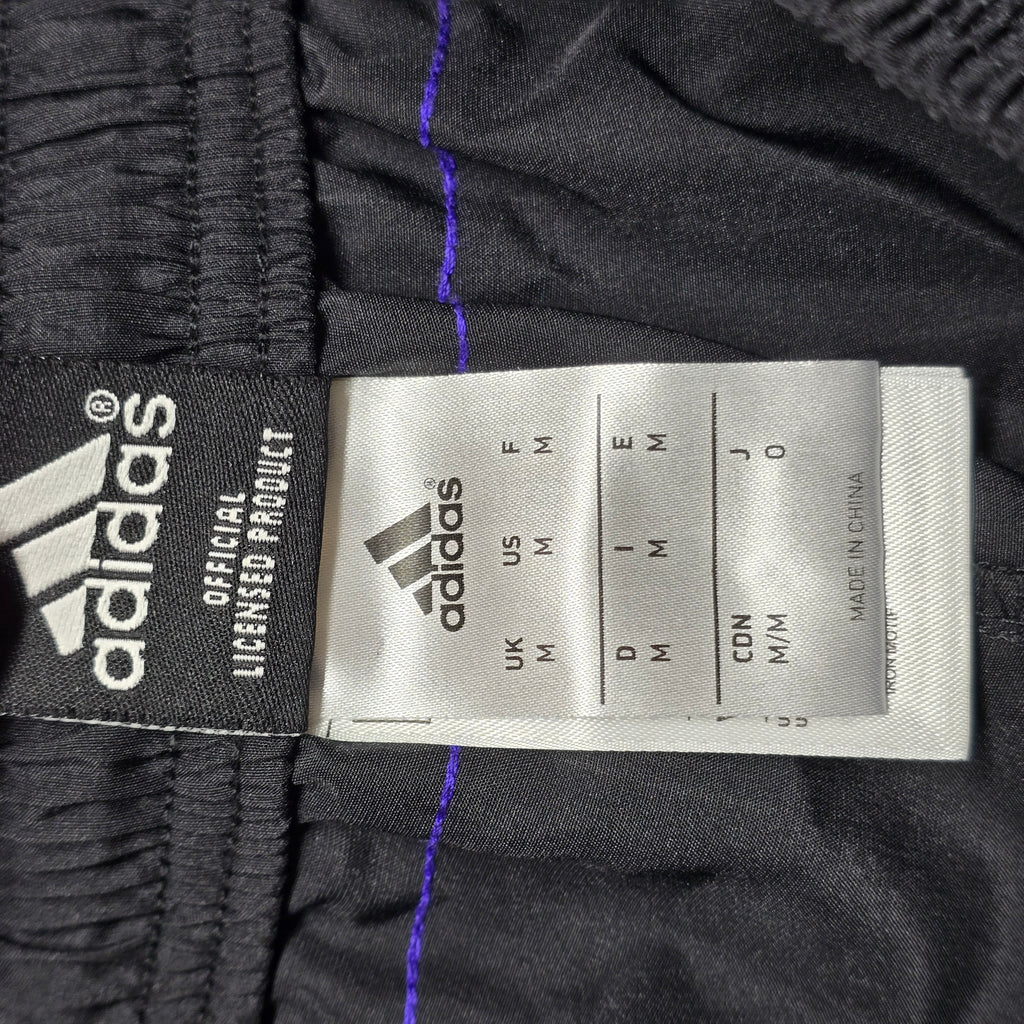 adidas®
OFFICIAL
LICENSED PRODUCT
adidas®
UK US F
M M M
D I E
M M M
CDN J
M/M O
MADE IN CHINA